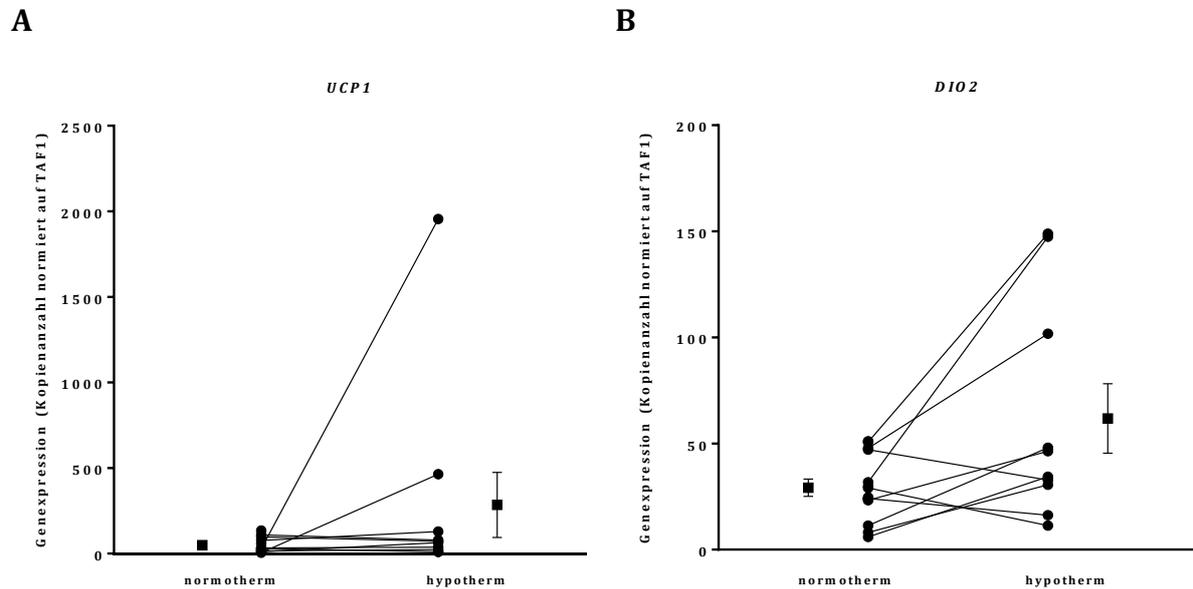 A
B
UCP1
DIO2
Genexpression (Kopienanzahl normiert auf TAF1)
2500
2000
1500
1000
500
0
normotherm
hypotherm
Genexpression (Kopienanzahl normiert auf TAF1)
200
150
100
50
0
normotherm
hypotherm